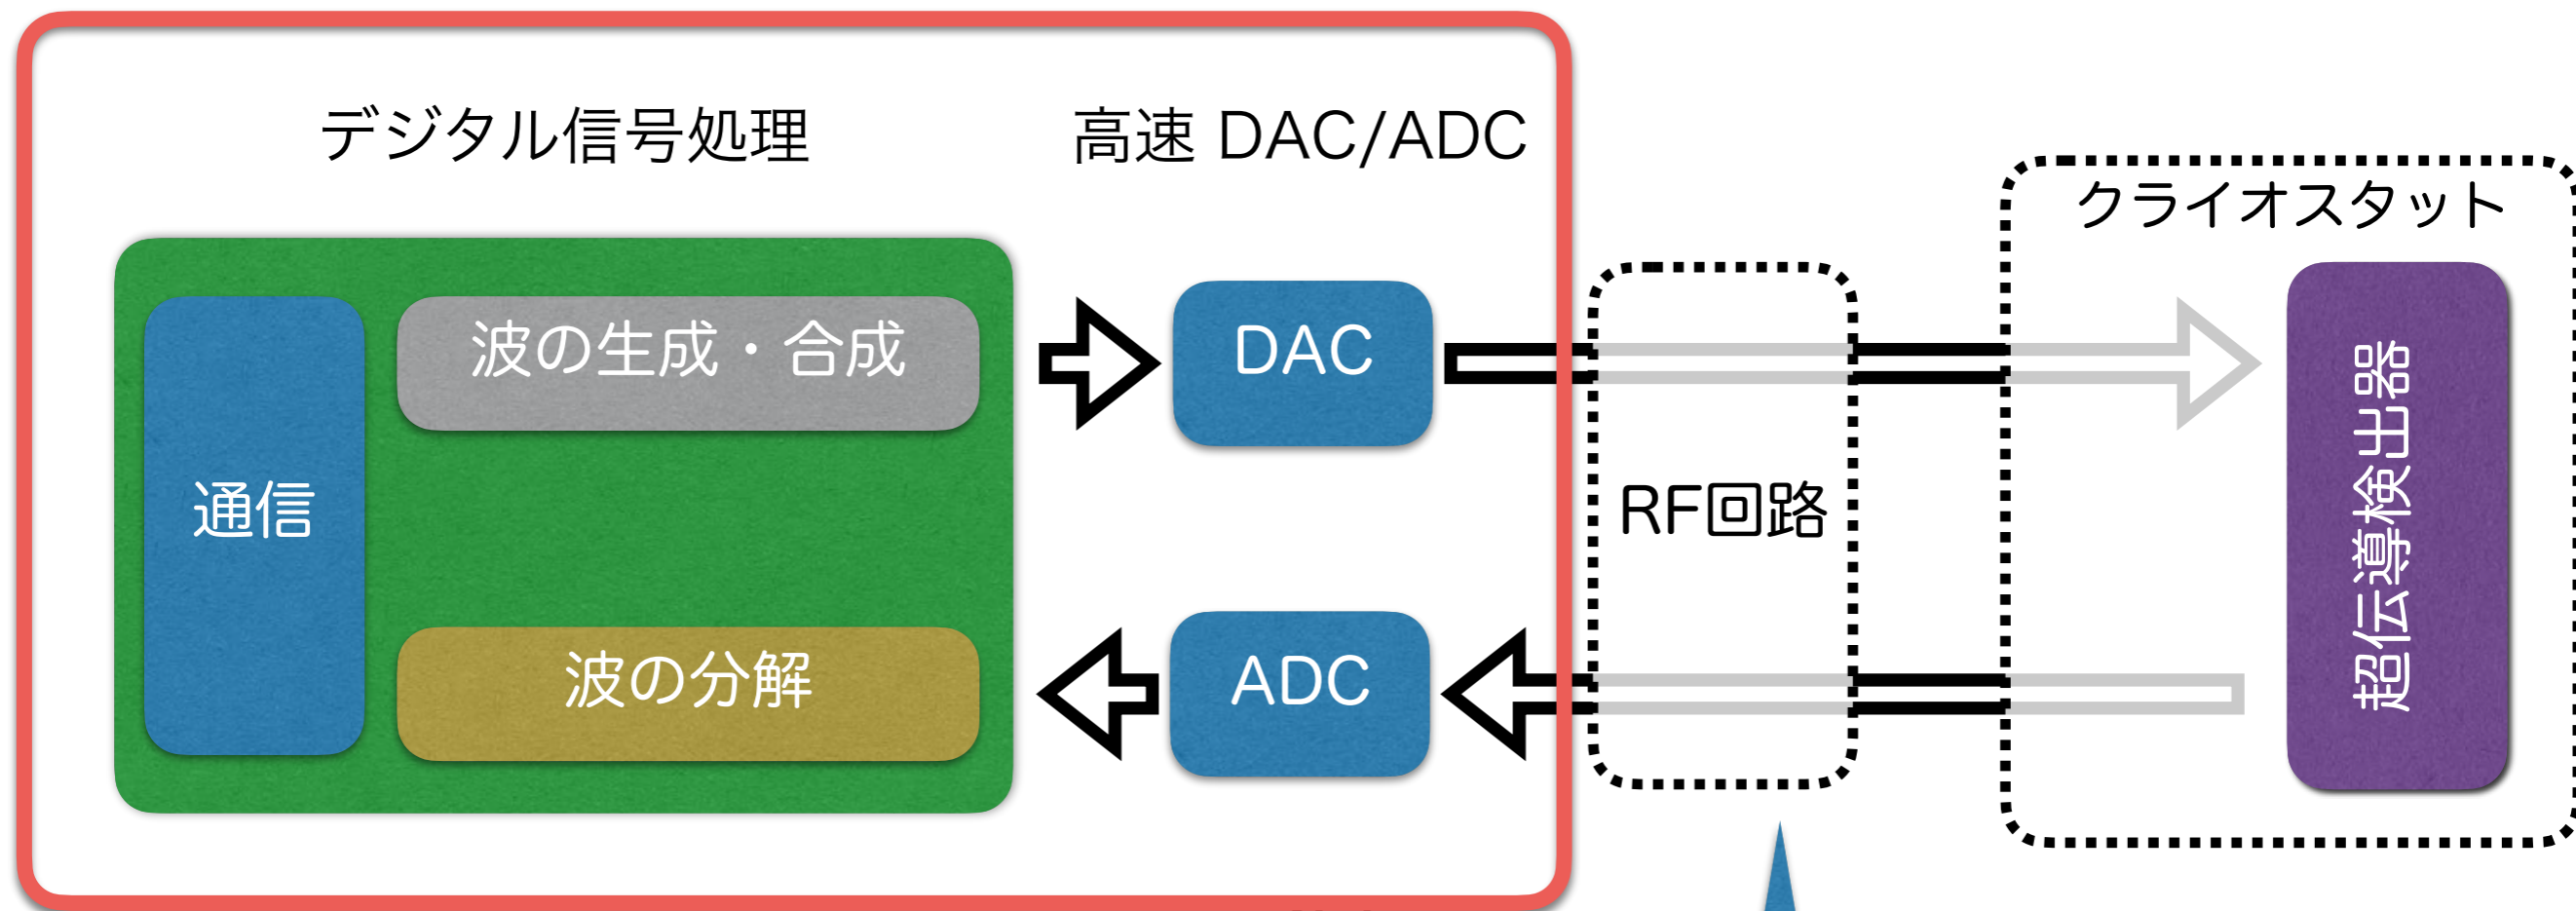 デジタル信号処理
高速 DAC/ADC
クライオスタット
波の生成・合成
DAC
通信
RF回路
超伝導検出器
波の分解
ADC